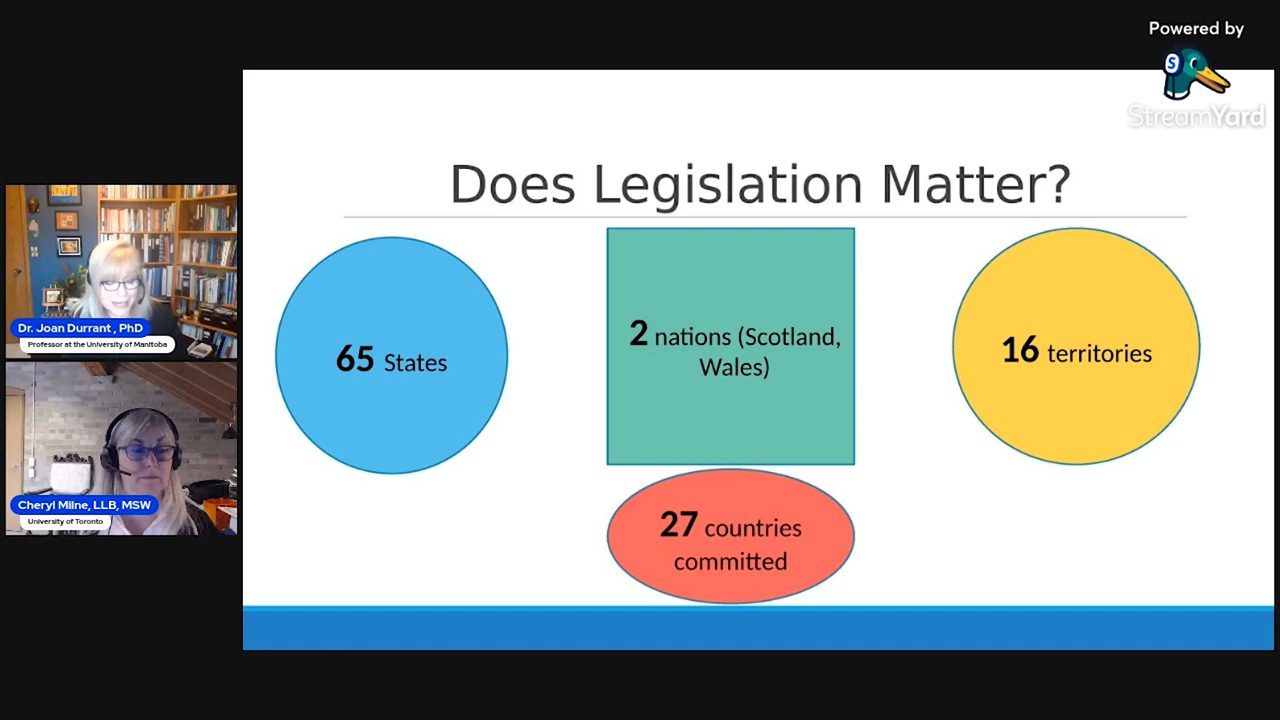 Powered by
S
StreamYard
Does Legislation Matter?
65 States
2 nations (Scotland,
Wales)
16 territories
27 countries
committed
Dr. Joan Durrant , PhD
Professor at the University of Manitoba
Cheryl Milne, LLB, MSW
University of Toronto